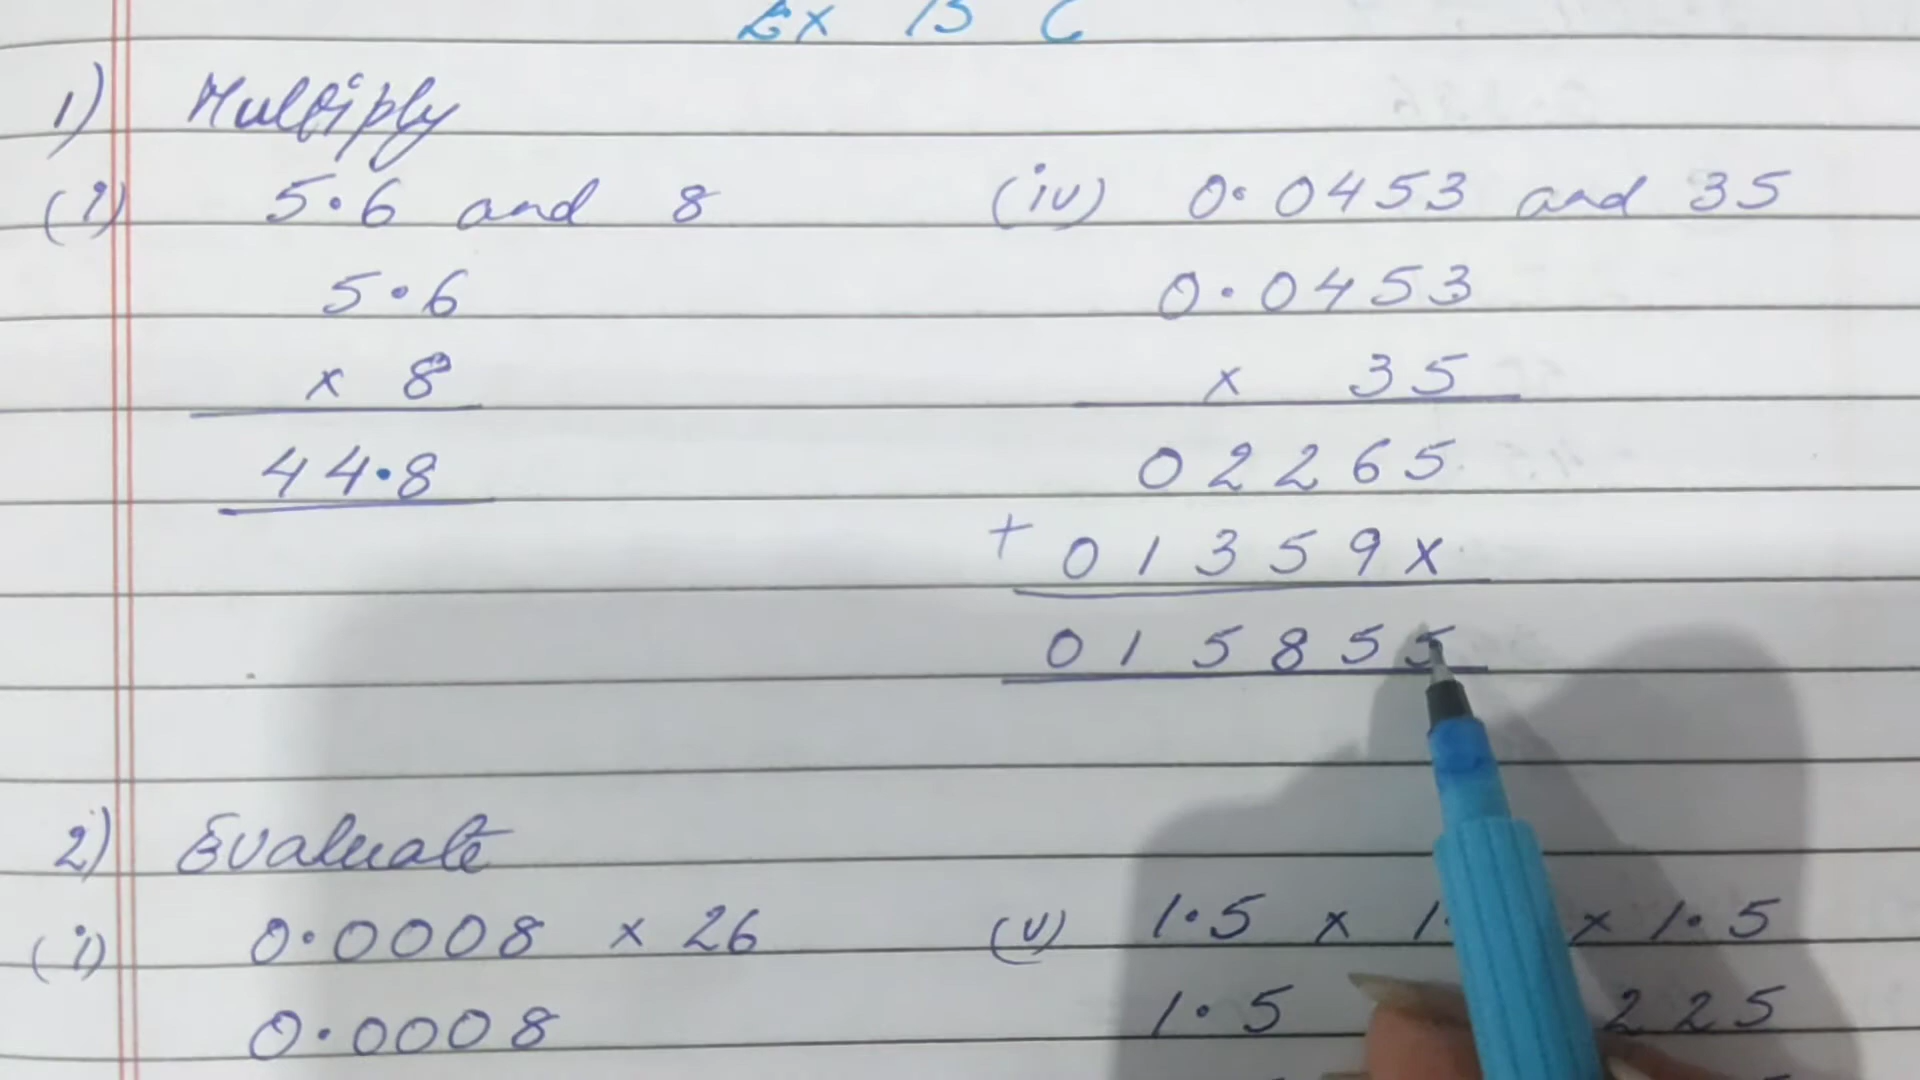 Ex 13 C
1) Multiply
(i) 5.6 and 8
5.6
x 8
44.8
(iv) 0.0453 and 35
0.0453
x 35
02265
+ 01359x
015855
2) Evaluate
(i) 0.0008 x 26
0.0008
(v) 1.5 x 1. x 1.5
1.5 225